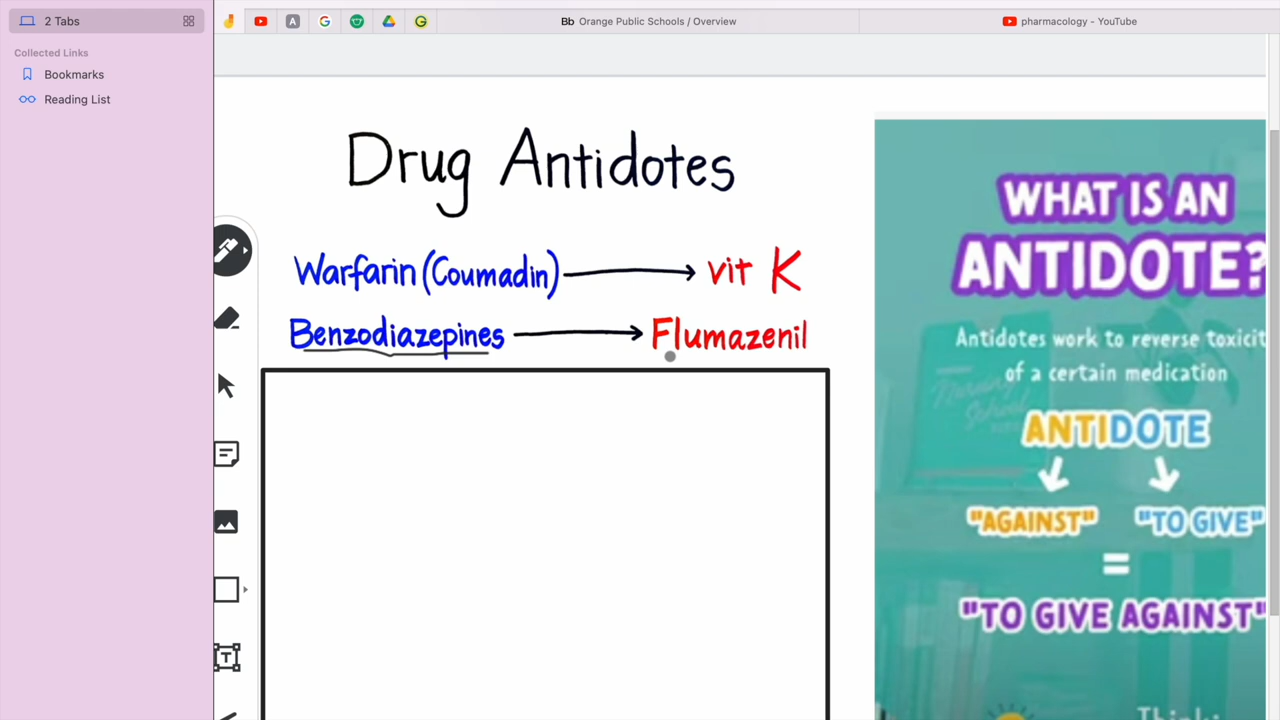 2 Tabs
Collected Links
Bookmarks
Reading List
A
G
G
Bb Orange Public Schools / Overview
pharmacology - YouTube
Drug Antidotes
Warfarin (Coumadin) → vit K
Benzodiazepines → Flumazenil
T
WHAT IS AN
ANTIDOTE?
Antidotes work to reverse toxicit
of a certain medication
ANTIDOTE
"AGAINST" "TO GIVE"
=
"TO GIVE AGAINST"
Think: